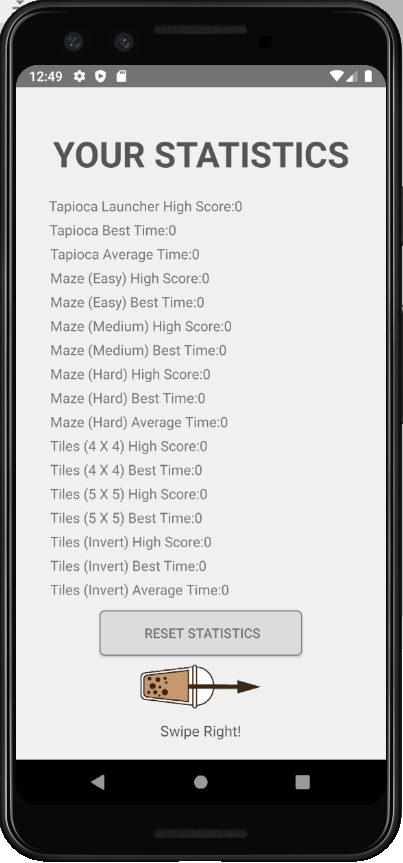 12:49
YOUR STATISTICS
Tapioca Launcher High Score:0
Tapioca Best Time:0
Tapioca Average Time:0
Maze (Easy) High Score:0
Maze (Easy) Best Time:0
Maze (Medium) High Score:0
Maze (Medium) Best Time:0
Maze (Hard) High Score:0
Maze (Hard) Best Time:0
Maze (Hard) Average Time:0
Tiles (4 X 4) High Score:0
Tiles (4 X 4) Best Time:0
Tiles (5 X 5) High Score:0
Tiles (5 X 5) Best Time:0
Tiles (Invert) High Score:0
Tiles (Invert) Best Time:0
Tiles (Invert) Average Time:0
RESET STATISTICS
Swipe Right!